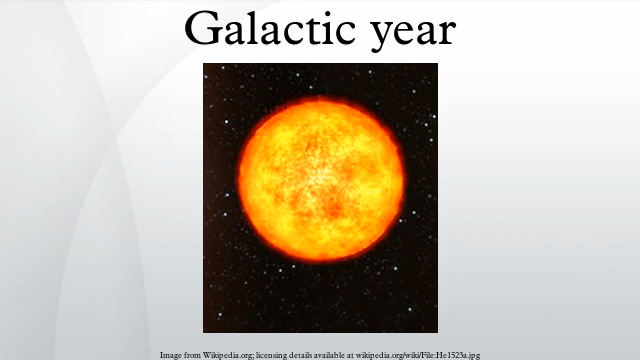 Galactic year
Image from Wikipedia.org; licensing details available at wikipedia.org/wiki/File:He1523a.jpg